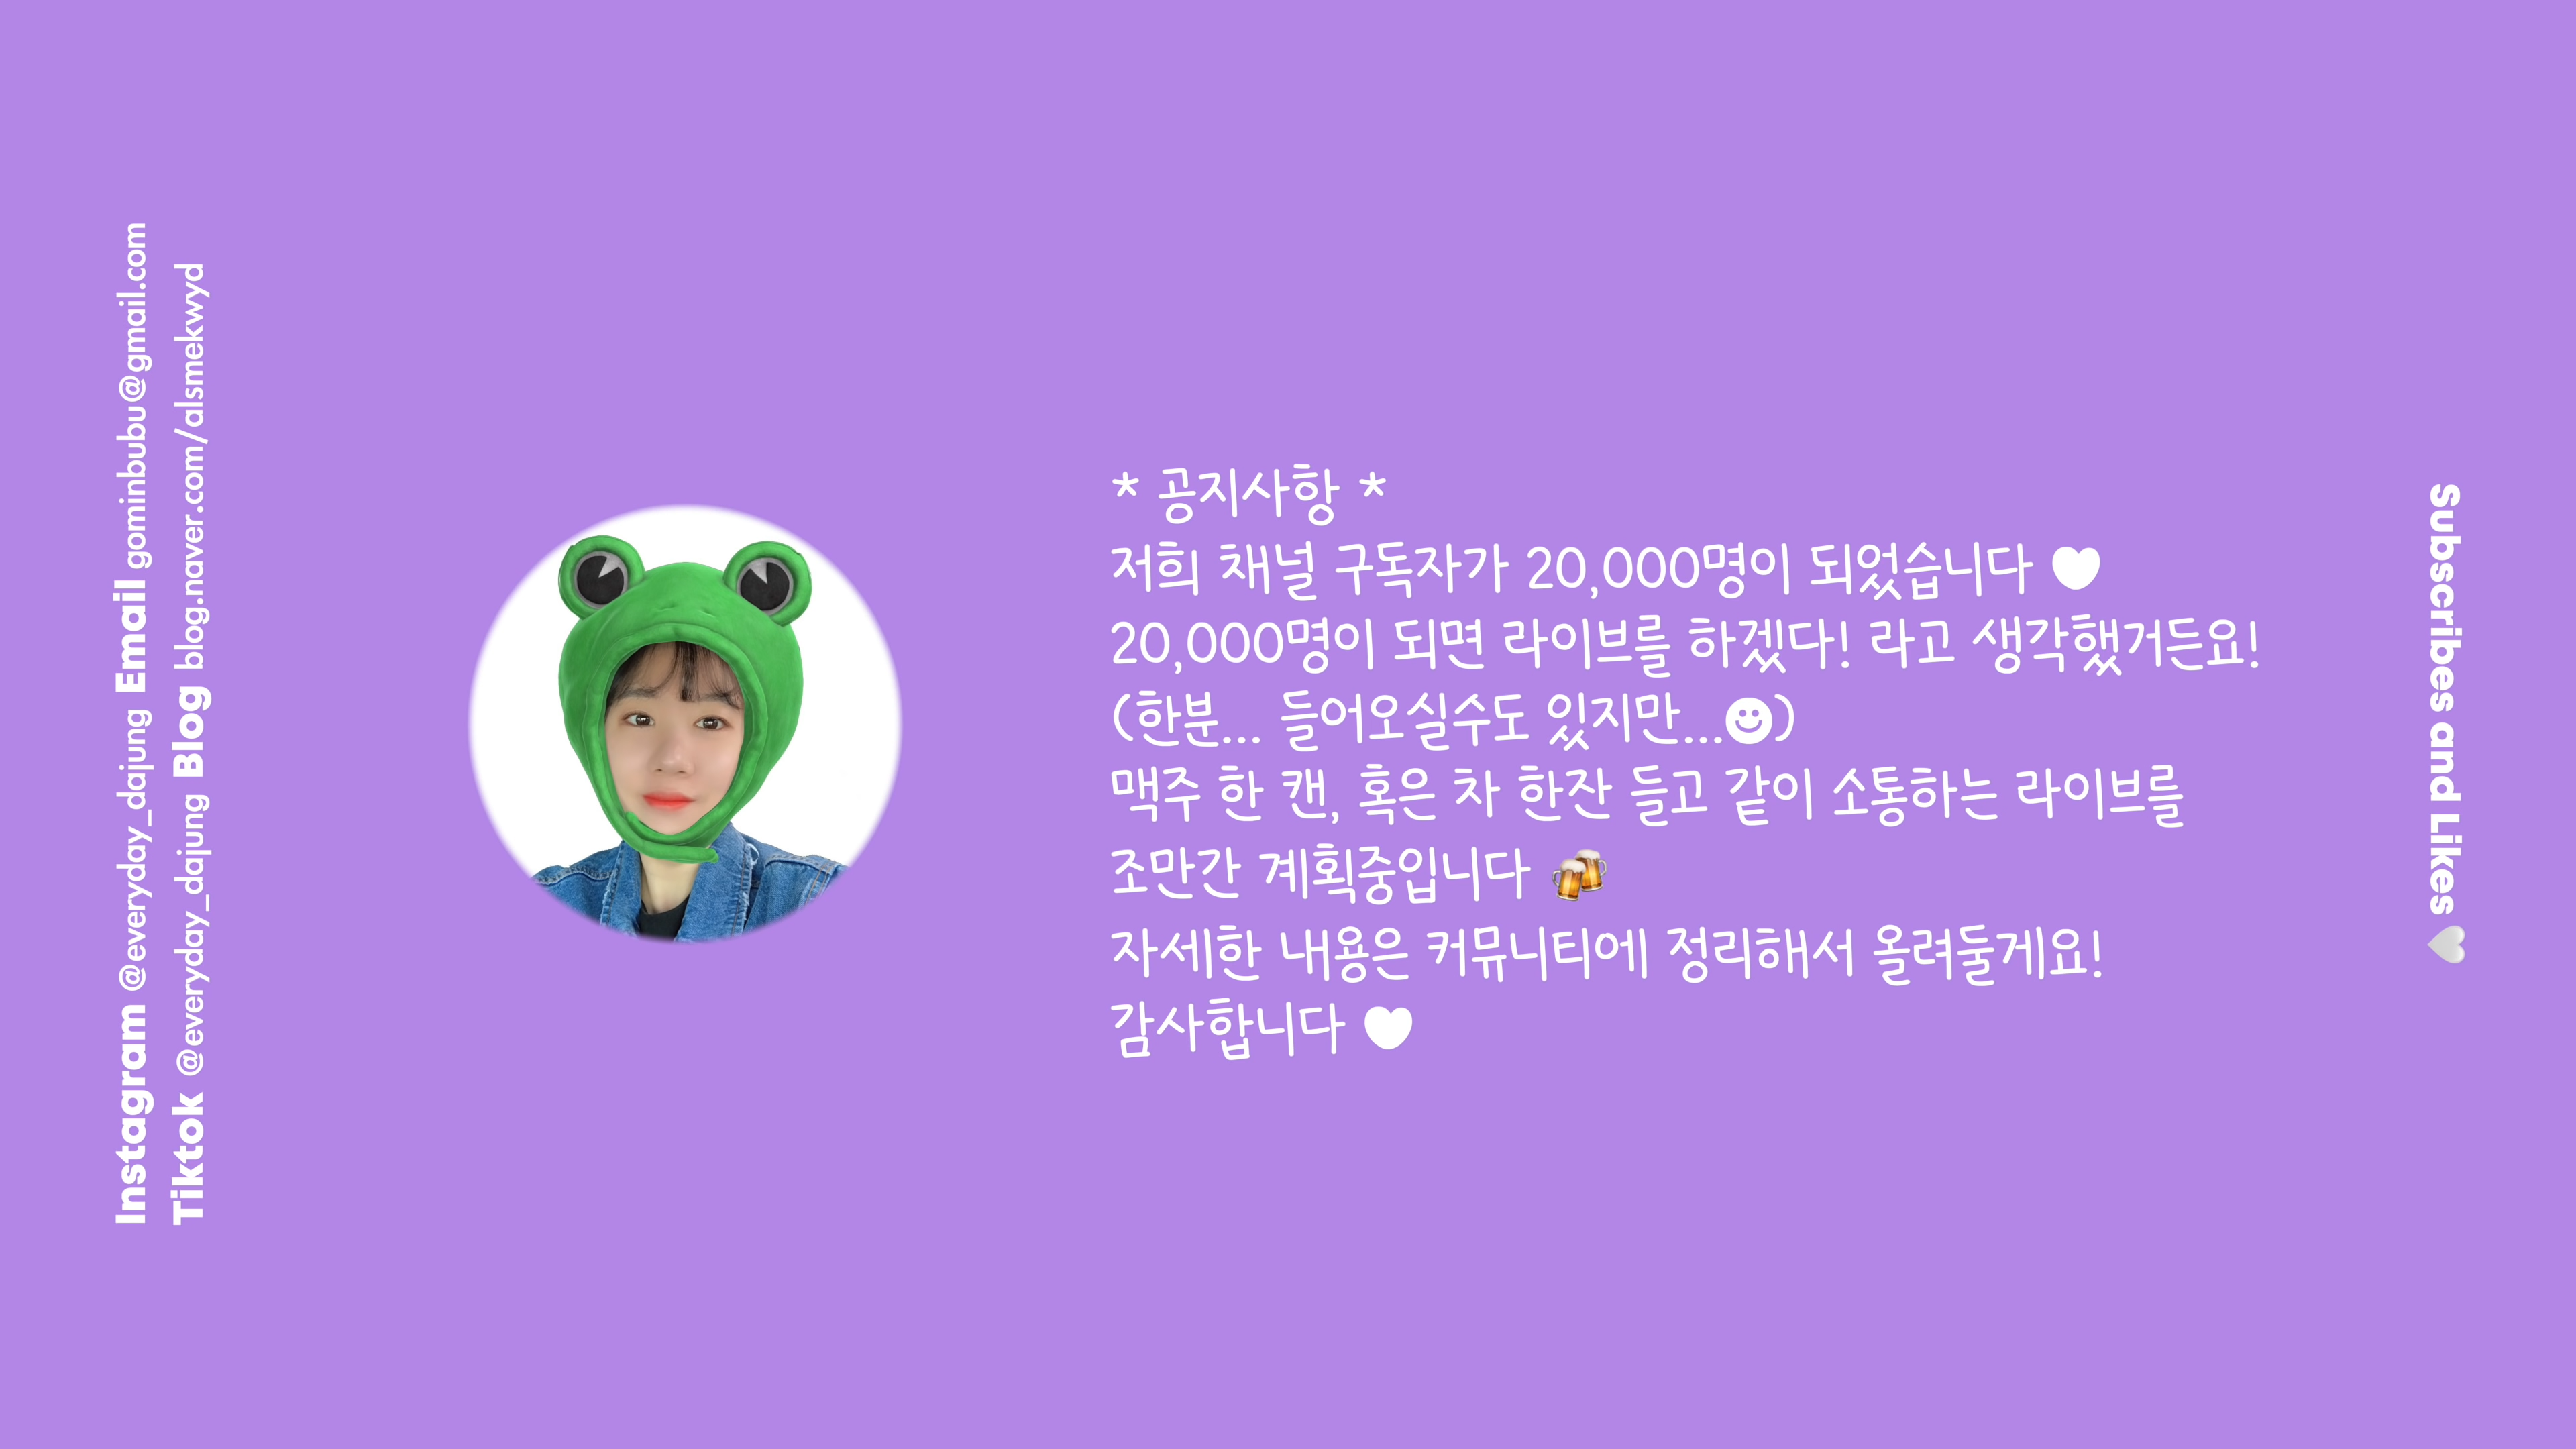 Instagram @everyday_dajung Email gominbubu@gmail.com
Tiktok @everyday_dajung Blog blog.naver.com/alsmekwyd
* 공지사항 *
저희 채널 구독자가 20,000명이 되었습니다 🤍
20,000명이 되면 라이브를 하겠다! 라고 생각했거든요!
(한분... 들어오실수도 있지만...☻)
맥주 한 캔, 혹은 차 한잔 들고 같이 소통하는 라이브를
조만간 계획중입니다 🍻
자세한 내용은 커뮤니티에 정리해서 올려둘게요!
감사합니다 🤍
Subscribes and Likes 🤍